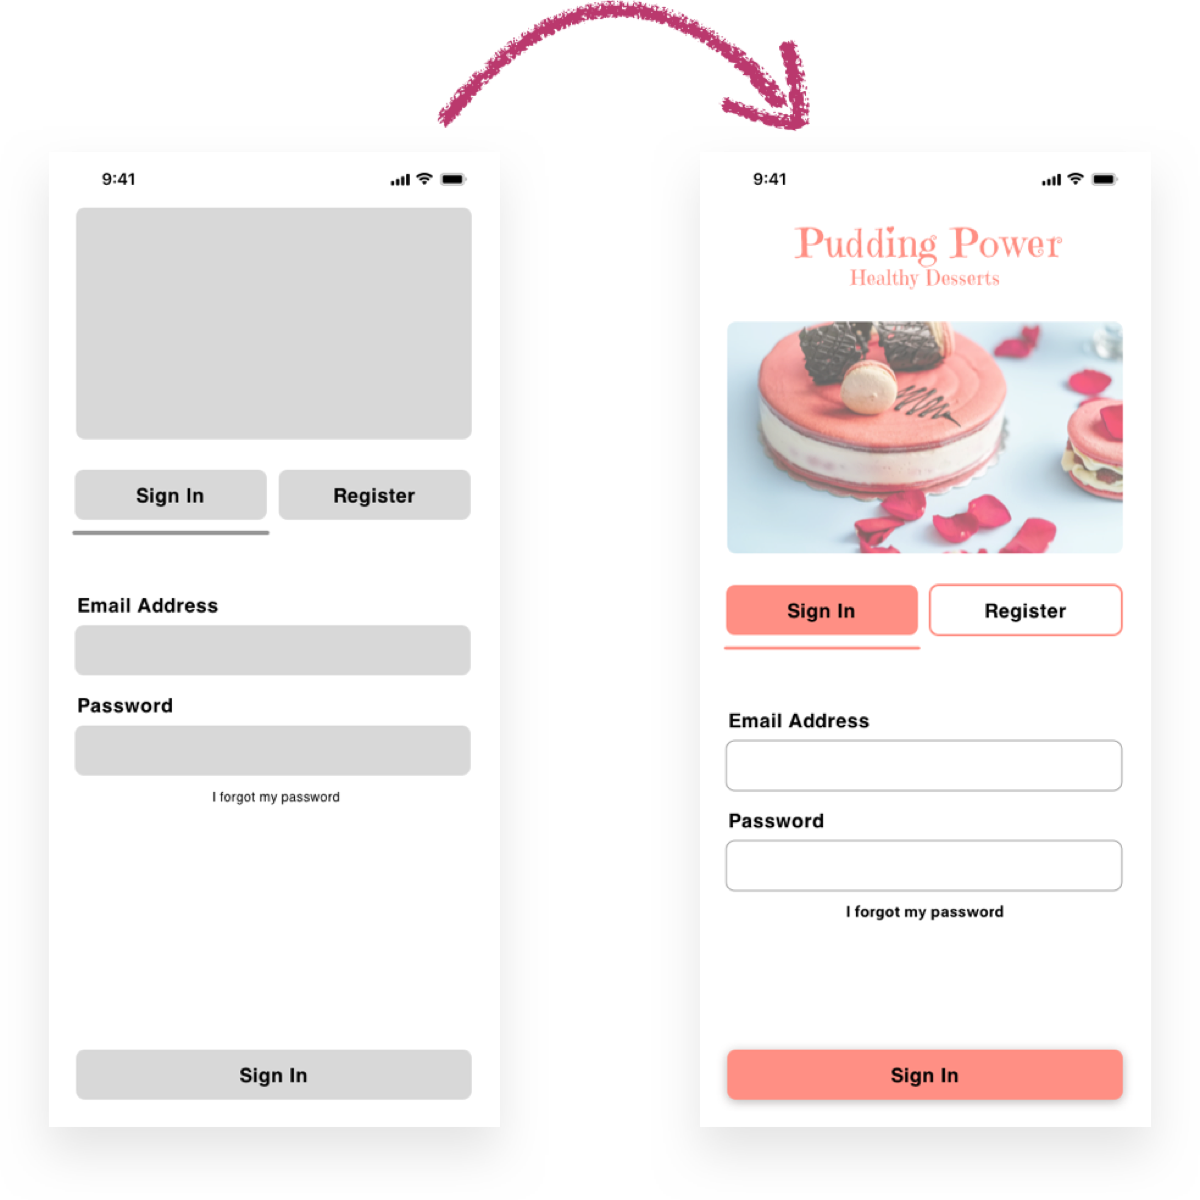 9:41
Sign In
Register
Email Address
Password
I forgot my password
Sign In
9:41
Pudding Power
Healthy Desserts
Sign In
Register
Email Address
Password
I forgot my password
Sign In